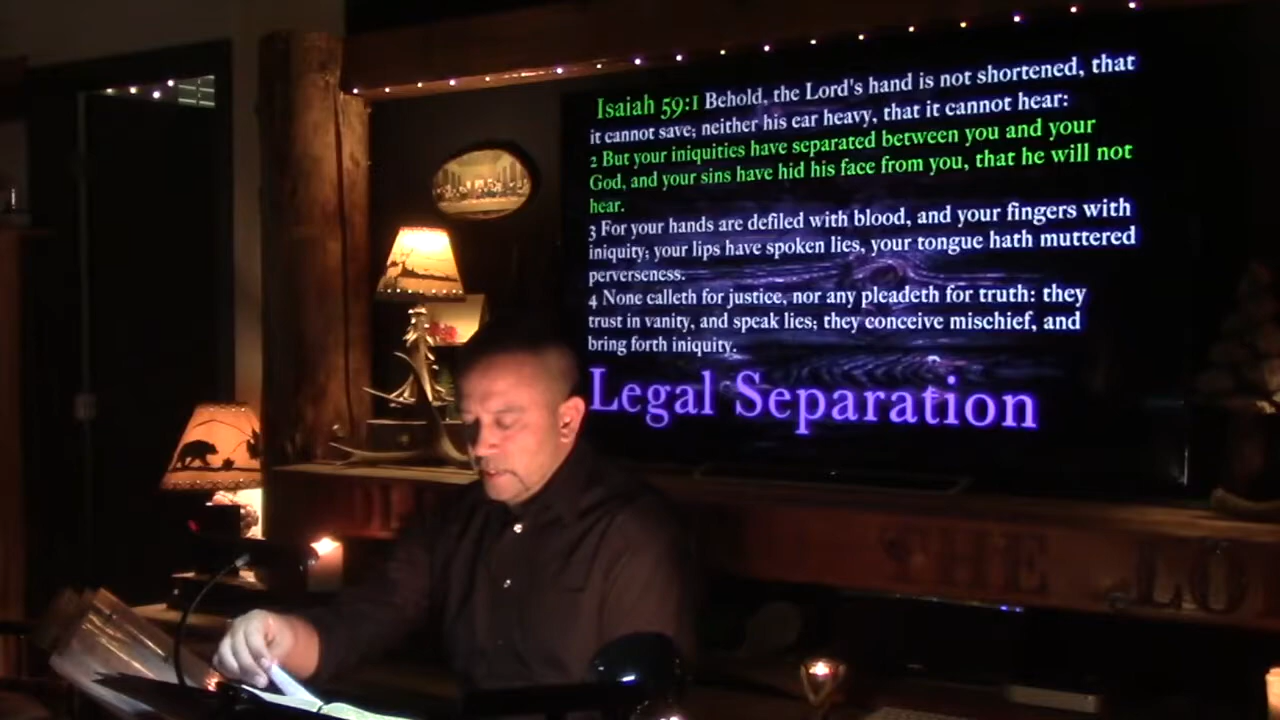 Isaiah 59:1 Behold, the Lord's hand is not shortened, that
it cannot save; neither his ear heavy, that it cannot hear:
2 But your iniquities have separated between you and your
God, and your sins have hid his face from you, that he will not
hear.
3 For your hands are defiled with blood, and your fingers with
iniquity; your lips have spoken lies, your tongue hath muttered
perverseness.
4 None calleth for justice, nor any pleadeth for truth: they
trust in vanity, and speak lies; they conceive mischief, and
bring forth iniquity.
Legal Separation
THE LO